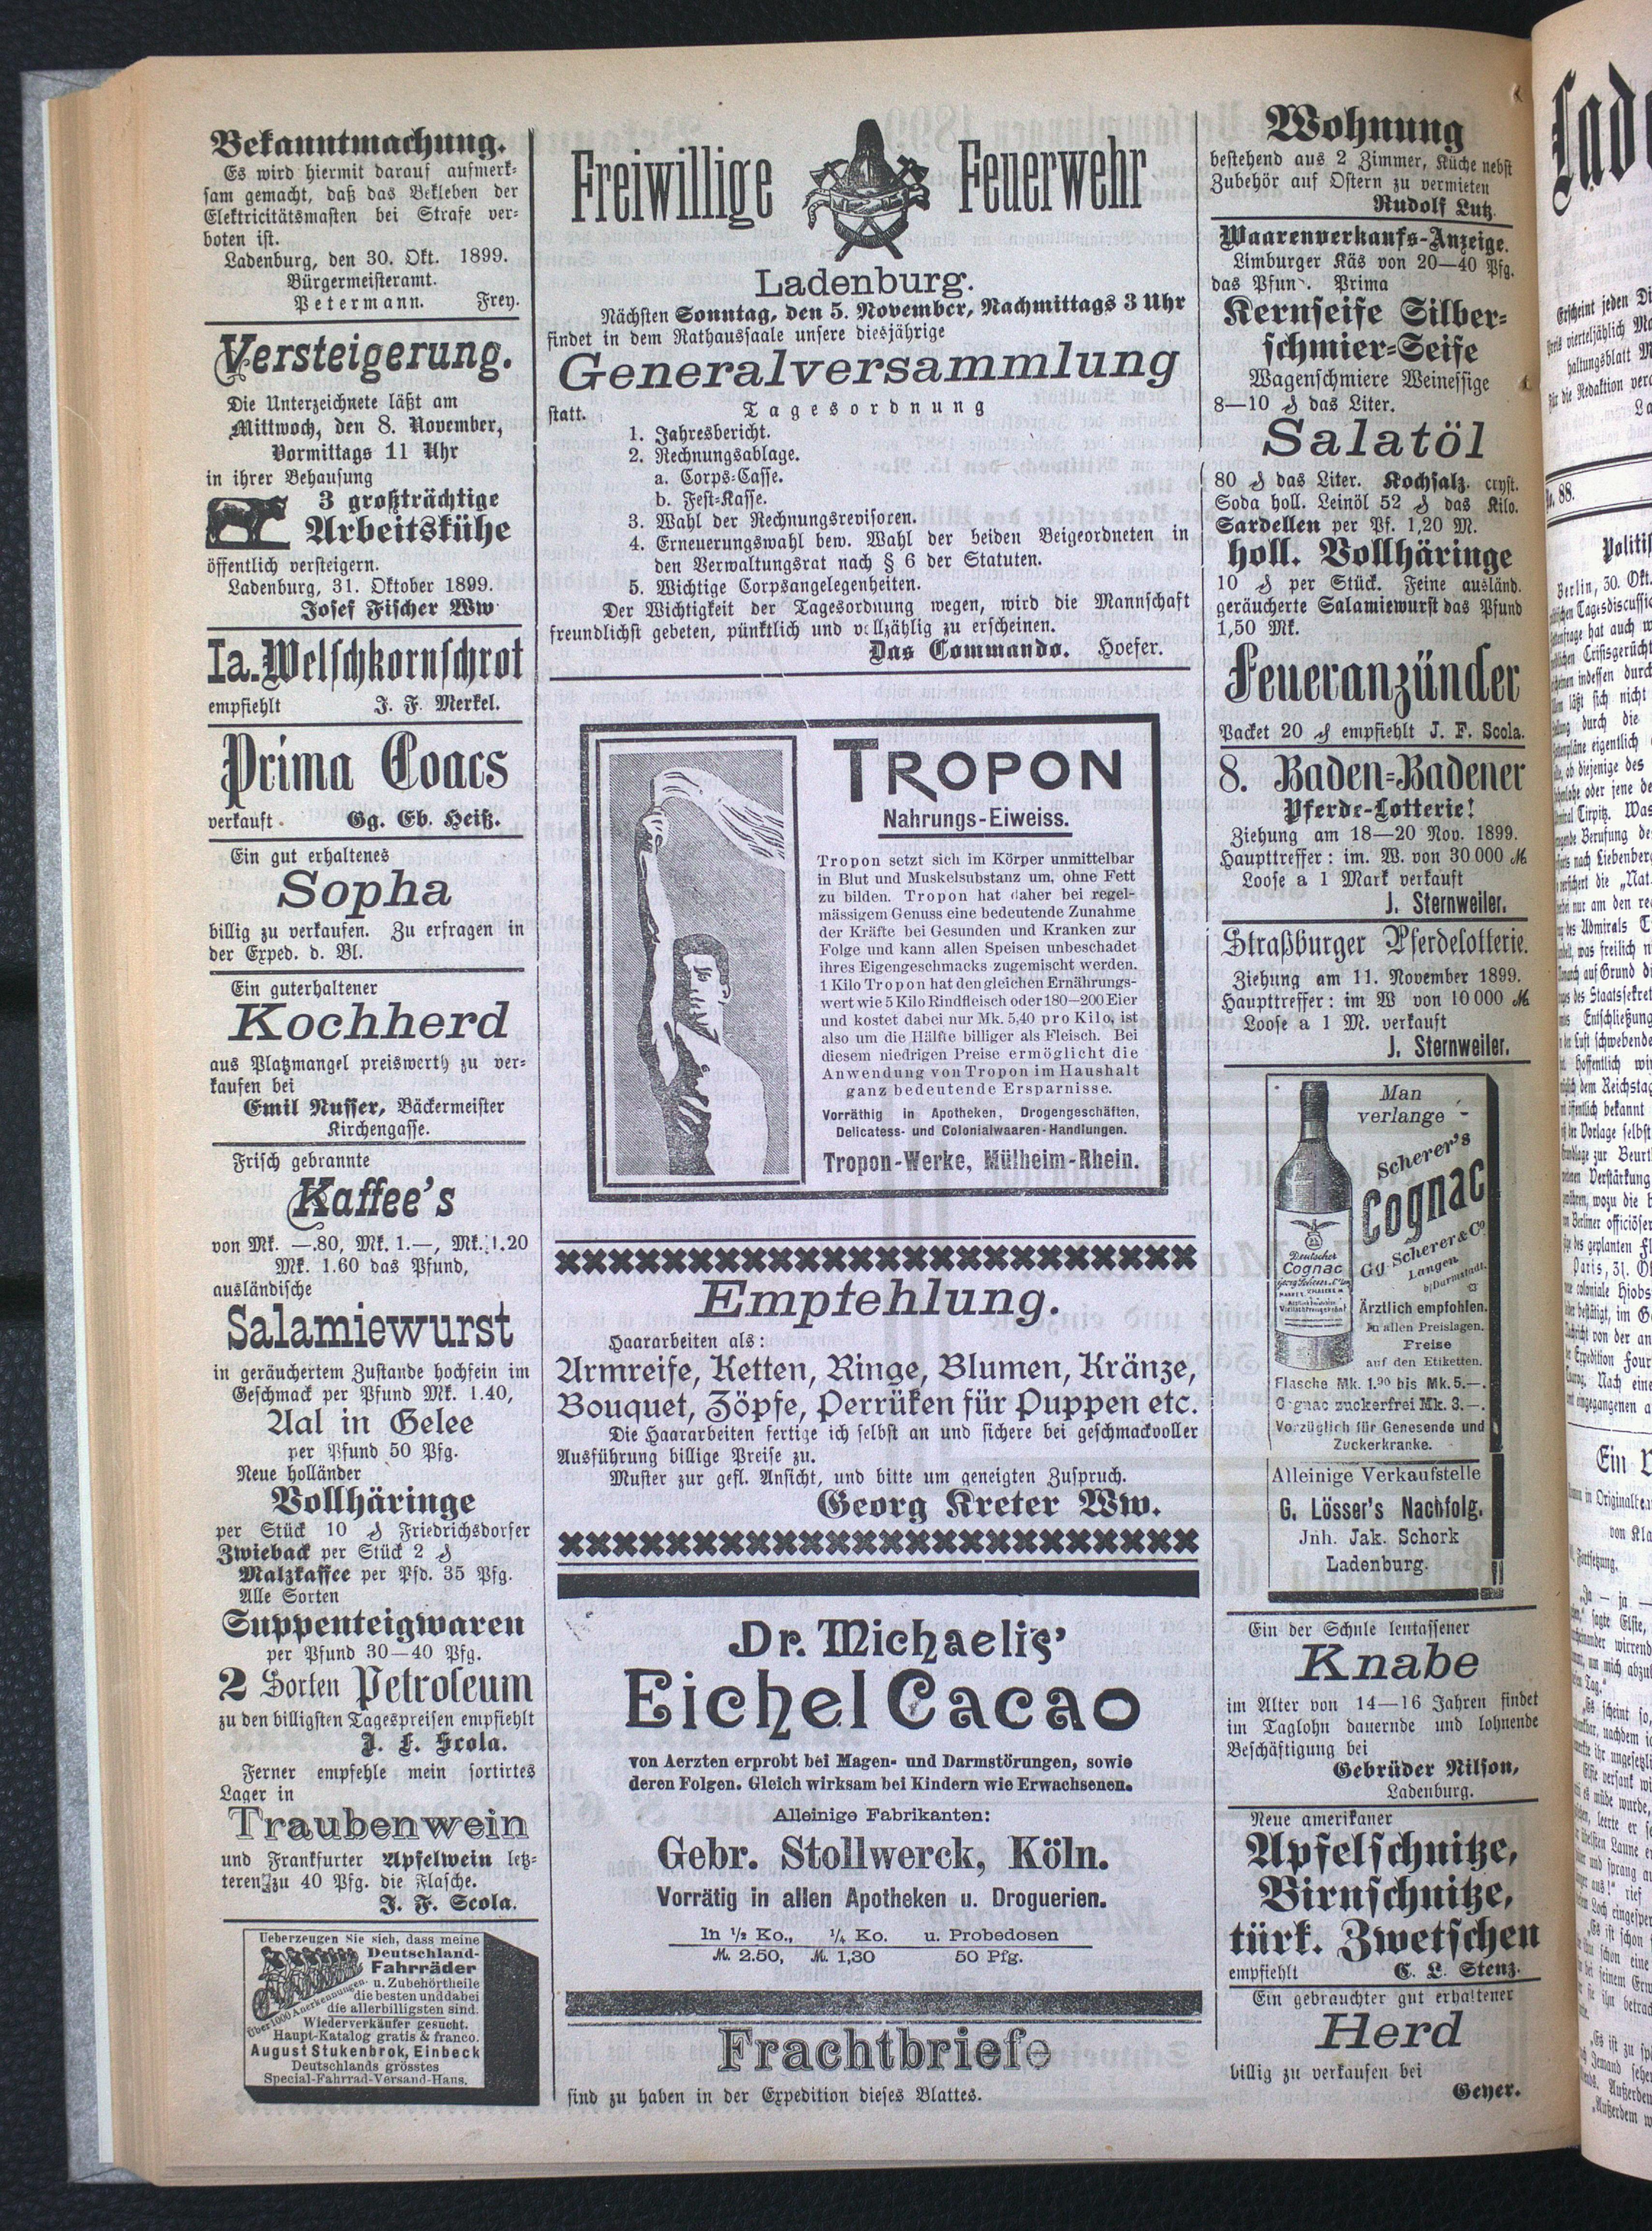 Bekanntmachung.
Es wird hiermit darauf aufmerk-
sam gemacht, daß das Bekleben der
Elektricitätsmasten bei Strafe ver-
boten ist.
Ladenburg, den 30. Okt. 1899.
Bürgermeisteramt.
Petermann. Frey.
Versteigerung.
Die Unterzeichnete läßt am
Mittwoch, den 8. November,
Vormittags 11 Uhr
in ihrer Behausung
3 großträchtige
Arbeitskühe
öffentlich versteigern.
Ladenburg, 31. Oktober 1899.
Josef Fischer Ww
Ia. Welschkornschrot
empfiehlt J. F. Merkel.
Prima Coacs
verkauft Gg. Eb. Heiß.
Ein gut erhaltenes
Sopha
billig zu verkaufen. Zu erfragen in
der Exped. d. Bl.
Ein guterhaltener
Kochherd
aus Platzmangel preiswerth zu ver-
kaufen bei
Emil Nusser, Bäckermeister
Kirchengasse.
Frisch gebrannte
Kaffee's
von Mk. —.80, Mk. 1.—, Mk. 1.20
Mk. 1.60 das Pfund,
ausländische
Salamiewurst
in geräuchertem Zustande hochfein im
Geschmack per Pfund Mk. 1.40,
Aal in Gelee
per Pfund 50 Pfg.
Neue holländer
Vollhäringe
per Stück 10 ₰ Friedrichsdorfer
Zwieback per Stück 2 ₰
Malzkaffee per Pfd. 35 Pfg.
Alle Sorten
Suppenteigwaren
per Pfund 30—40 Pfg.
2 Sorten Petroleum
zu den billigsten Tagespreisen empfiehlt
J. F. Scola.
Ferner empfehle mein sortirtes
Lager in
Traubenwein
und Frankfurter Apfelwein letz-
teren zu 40 Pfg. die Flasche.
J. F. Scola.
Ueberzeugen Sie sich, dass meine
Deutschland-
Fahrräder
u. Zubehörtheile
die besten und dabei
die allerbilligsten sind.
Über 1000 Anerkennungen.
Wiederverkäufer gesucht.
Haupt-Katalog gratis & franco.
August Stukenbrok, Einbeck
Deutschlands grösstes
Special-Fahrrad-Versand-Haus.
Freiwillige Feuerwehr
Ladenburg.
Nächsten Sonntag, den 5. November, Nachmittags 3 Uhr
findet in dem Rathaussaale unsere diesjährige
Generalversammlung
statt. Tagesordnung
1. Jahresbericht.
2. Rechnungsablage.
a. Corps-Casse.
b. Fest-Kasse.
3. Wahl der Rechnungsrevisoren.
4. Erneuerungswahl bew. Wahl der beiden Beigeordneten in
den Verwaltungsrat nach § 6 der Statuten.
5. Wichtige Corpsangelegenheiten.
Der Wichtigkeit der Tagesordnung wegen, wird die Mannschaft
freundlichst gebeten, pünktlich und vollzählig zu erscheinen.
Das Commando. Hoefer.
TROPON
Nahrungs-Eiweiss.
Tropon setzt sich im Körper unmittelbar
in Blut und Muskelsubstanz um, ohne Fett
zu bilden. Tropon hat daher bei regel-
mässigem Genuss eine bedeutende Zunahme
der Kräfte bei Gesunden und Kranken zur
Folge und kann allen Speisen unbeschadet
ihres Eigengeschmacks zugemischt werden.
1 Kilo Tropon hat den gleichen Ernährungs-
wert wie 5 Kilo Rindfleisch oder 180—200 Eier
und kostet dabei nur Mk. 5,40 pro Kilo, ist
also um die Hälfte billiger als Fleisch. Bei
diesem niedrigen Preise ermöglicht die
Anwendung von Tropon im Haushalt
ganz bedeutende Ersparnisse.
Vorräthig in Apotheken, Drogengeschäften,
Delicatess- und Colonialwaaren-Handlungen.
Tropon-Werke, Mülheim-Rhein.
Empfehlung.
Haararbeiten als:
Armreife, Ketten, Ringe, Blumen, Kränze,
Bouquet, Zöpfe, Perrüken für Puppen etc.
Die Haararbeiten fertige ich selbst an und sichere bei geschmackvoller
Ausführung billige Preise zu.
Muster zur gefl. Ansicht, und bitte um geneigten Zuspruch.
Georg Kreter Ww.
Dr. Michaelis'
Eichel Cacao
von Aerzten erprobt bei Magen- und Darmstörungen, sowie
deren Folgen. Gleich wirksam bei Kindern wie Erwachsenen.
Alleinige Fabrikanten:
Gebr. Stollwerck, Köln.
Vorrätig in allen Apotheken u. Droguerien.
In ½ Ko., ¼ Ko. u. Probedosen
M. 2.50, M. 1,30 50 Pfg.
Frachtbriefe
sind zu haben in der Expedition dieses Blattes.
Wohnung
bestehend aus 2 Zimmer, Küche nebst
Zubehör auf Ostern zu vermieten
Rudolf Lutz.
Waarenverkaufs-Anzeige.
Limburger Käs von 20—40 Pfg.
das Pfun . Prima
Kernseife Silber-
schmier-Seife
Wagenschmiere Weinessige
8—10 ₰ das Liter.
Salatöl
80 ₰ das Liter. Kochsalz cryst.
Soda holl. Leinöl 52 ₰ das Kilo.
Sardellen per Pf. 1,20 M.
holl. Vollhäringe
10 ₰ per Stück. Feine ausländ.
geräucherte Salamiewurst das Pfund
1,50 Mk.
Feueranzünder
Packet 20 ₰ empfiehlt J. F. Scola.
8. Baden-Badener
Pferde-Lotterie!
Ziehung am 18—20 Nov. 1899.
Haupttreffer: im. W. von 30 000 M.
Loose a 1 Mark verkauft
J. Sternweiler.
Straßburger Pferdelotterie.
Ziehung am 11. November 1899.
Haupttreffer: im W von 10 000 M.
Loose a 1 M. verkauft
J. Sternweiler.
Man
verlange
Scherer's
Cognac
Gg. Scherer & Co.
Langen
b/Darmstadt.
Deutscher
Cognac
Ärztlich empfohlen.
In allen Preislagen.
Preise
auf den Etiketten.
Flasche Mk. 1.90 bis Mk. 5.—.
Cognac zuckerfrei Mk. 3.—.
Vorzüglich für Genesende und
Zuckerkranke.
Alleinige Verkaufstelle
G. Lösser's Nachfolg.
Jnh. Jak. Schork
Ladenburg.
Ein der Schule lentassener
Knabe
im Alter von 14—16 Jahren findet
im Taglohn dauernde und lohnende
Beschäftigung bei
Gebrüder Nilson,
Ladenburg.
Neue amerikaner
Apfelschnitze,
Birnschnitze,
türk. Zwetschen
empfiehlt C. L. Stenz.
Ein gebrauchter gut erhaltener
Herd
billig zu verkaufen bei
Geyer.
No. 88.
Berlin, 30. Okt.
Paris, 31.